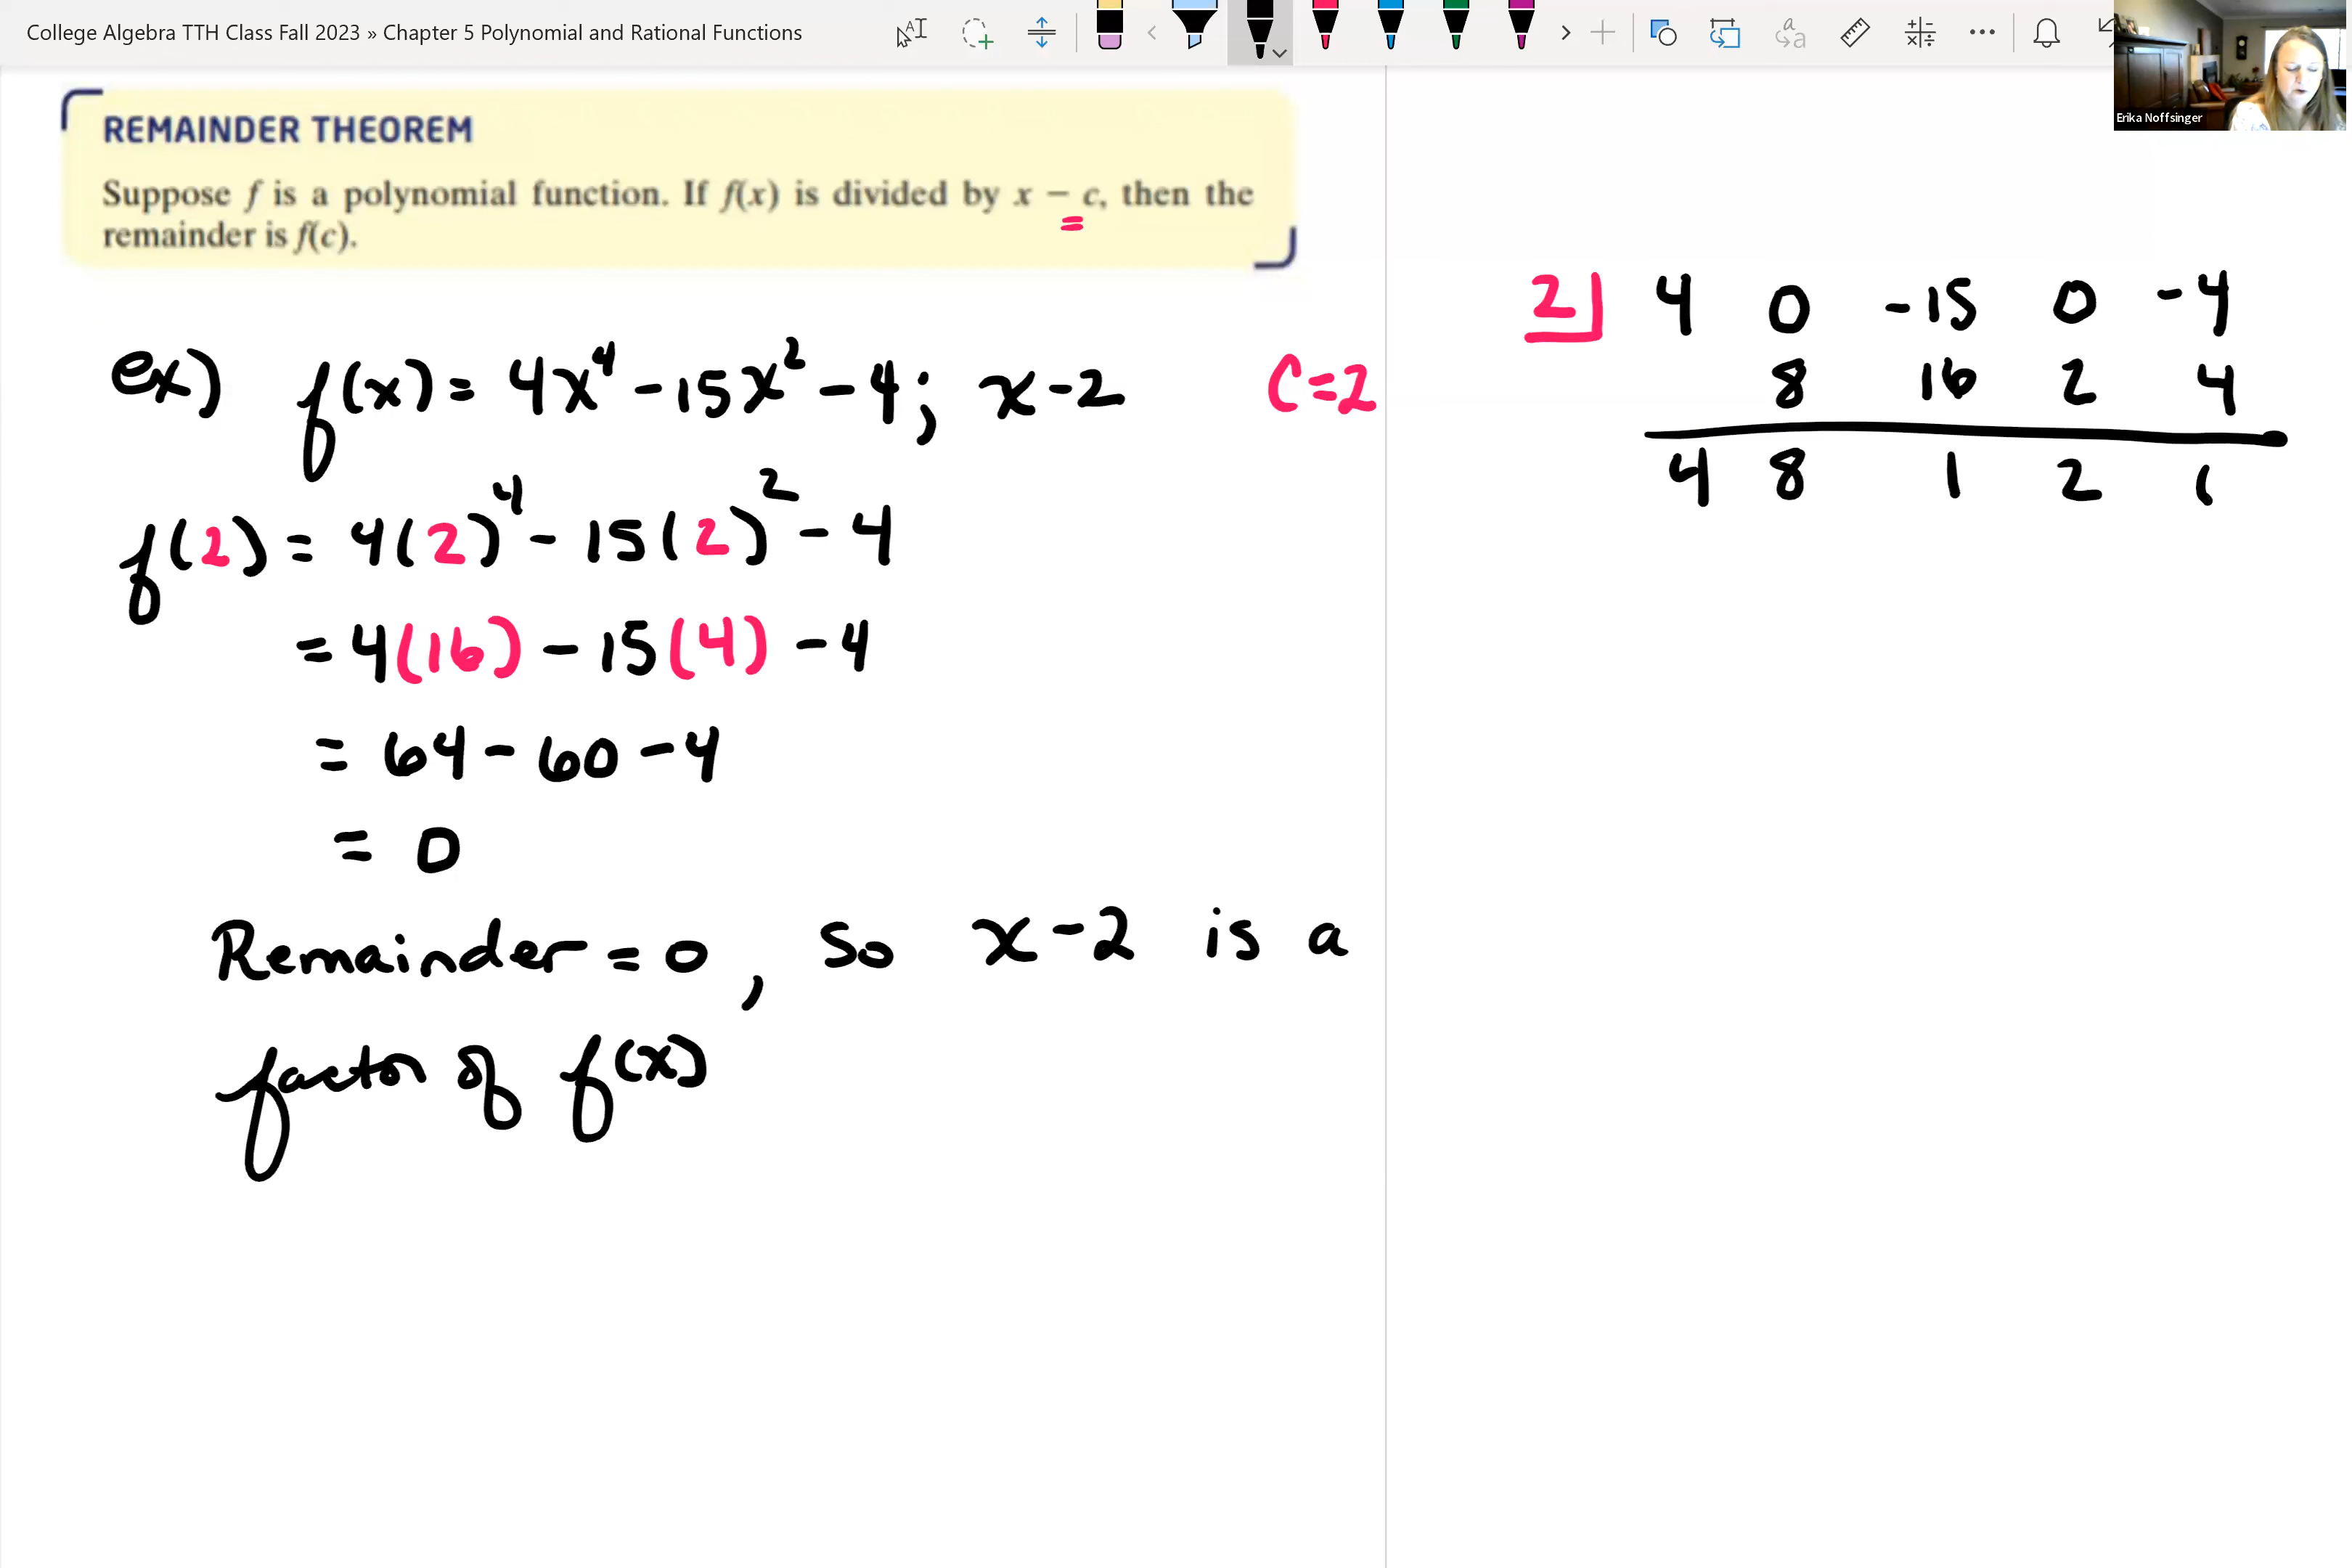 College Algebra TTH Class Fall 2023 » Chapter 5 Polynomial and Rational Functions
Erika Noffsinger
REMAINDER THEOREM
Suppose f is a polynomial function. If f(x) is divided by x − c, then the
remainder is f(c).
ex) f(x) = 4x⁴ - 15x² - 4; x-2 C=2
f(2) = 4(2)⁴ - 15(2)² - 4
= 4(16) - 15(4) - 4
= 64 - 60 - 4
= 0
Remainder = 0, so x-2 is a
factor of f(x)
2| 4 0 -15 0 -4
8 16 2 4
4 8 1 2